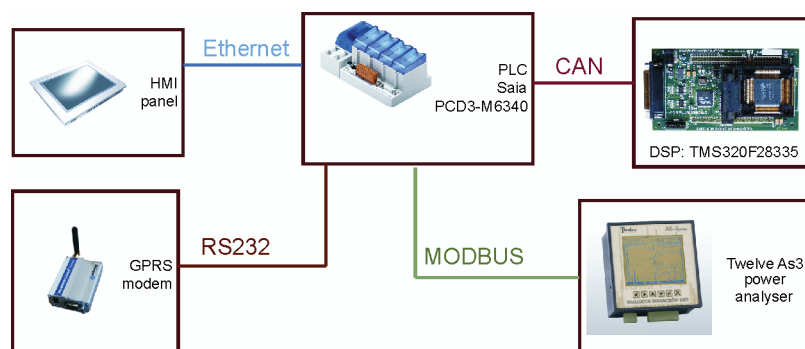 Ethernet
HMI
panel
PLC
Saia
PCD3-M6340
CAN
DSP: TMS320F28335
RS232
GPRS
modem
MODBUS
Twelve As3
power
analyser